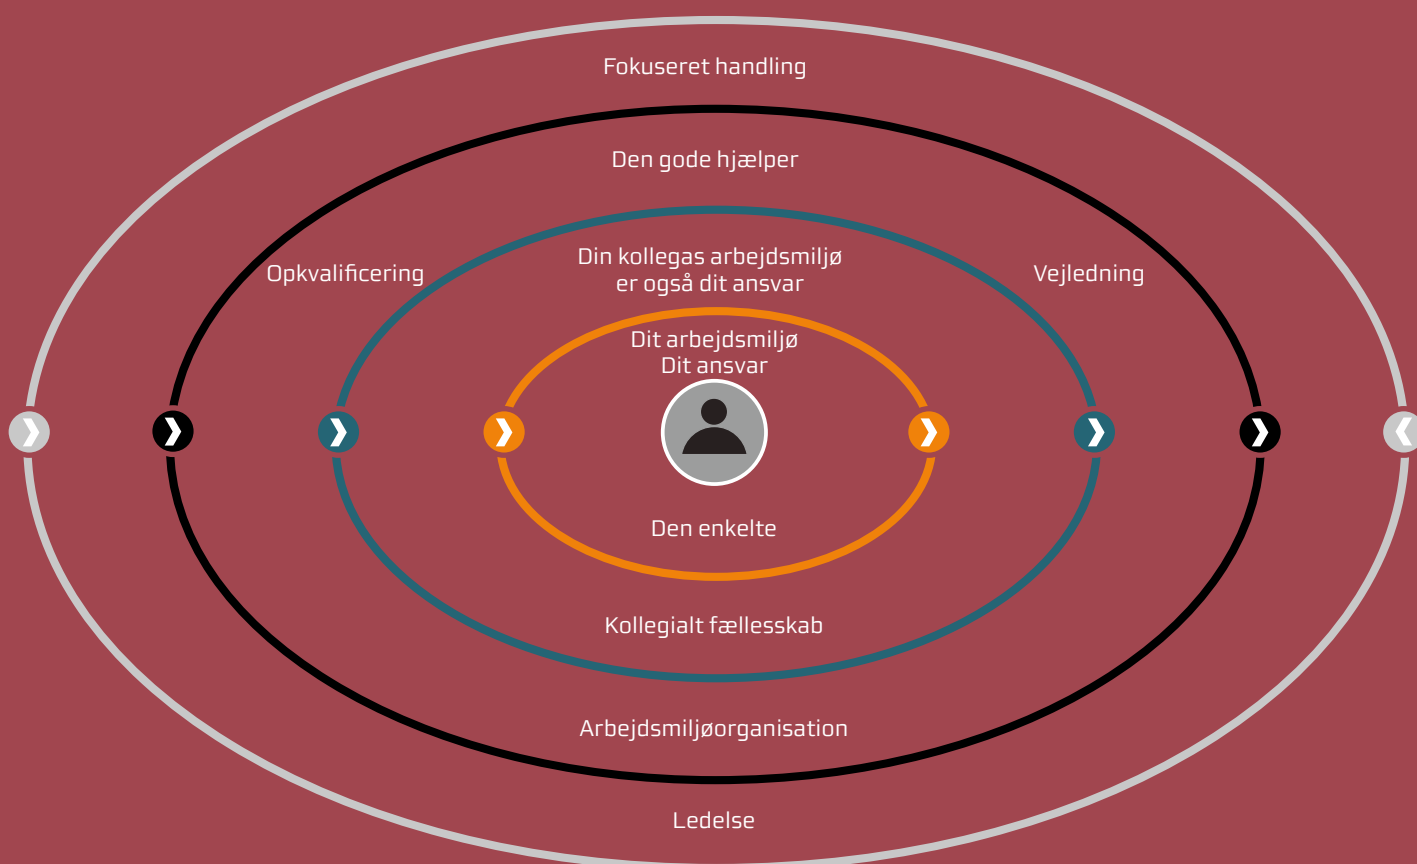 Fokuseret handling
Den gode hjælper
Din kollegas arbejdsmiljø
er også dit ansvar
Opkvalificering
Vejledning
Dit arbejdsmiljø
Dit ansvar
Den enkelte
Kollegialt fællesskab
Arbejdsmiljøorganisation
Ledelse